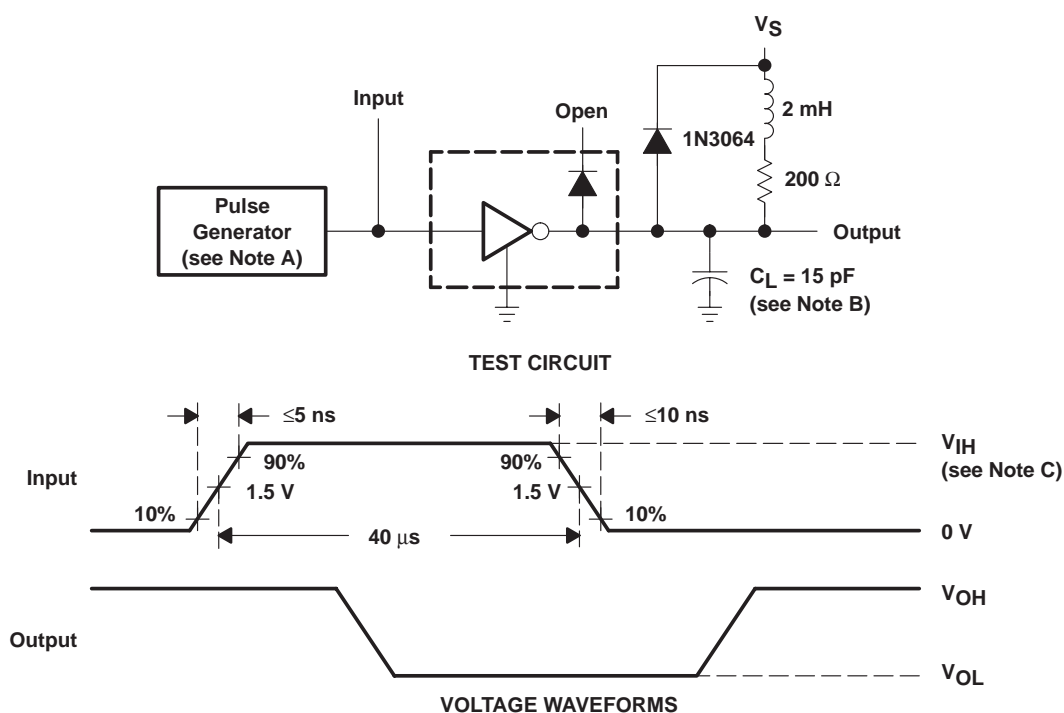 VS
Input
Open
2 mH
1N3064
200 Ω
Pulse
Generator
(see Note A)
Output
CL = 15 pF
(see Note B)
TEST CIRCUIT
≤5 ns
≤10 ns
VIH
(see Note C)
90%
90%
Input
1.5 V
1.5 V
10%
10%
40 μs
0 V
VOH
Output
VOL
VOLTAGE WAVEFORMS